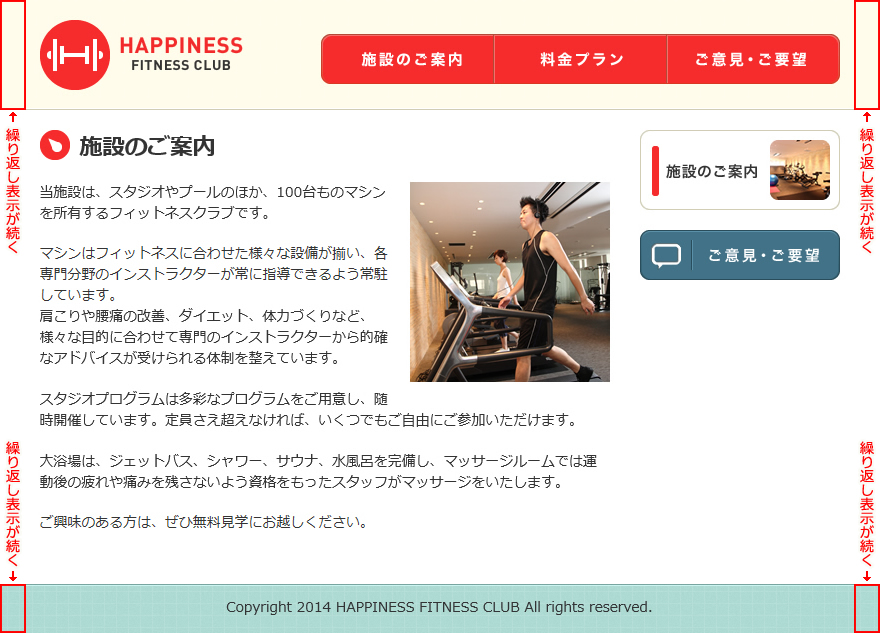 HAPPINESS
FITNESS CLUB
施設のご案内
料金プラン
ご意見・ご要望
繰り返し表示が続く
繰り返し表示が続く
施設のご案内
施設のご案内
ご意見・ご要望
当施設は、スタジオやプールのほか、100台ものマシン
を所有するフィットネスクラブです。
マシンはフィットネスに合わせた様々な設備が揃い、各
専門分野のインストラクターが常に指導できるよう常駐
しています。
肩こりや腰痛の改善、ダイエット、体力づくりなど、
様々な目的に合わせて専門のインストラクターから的確
なアドバイスが受けられる体制を整えています。
スタジオプログラムは多彩なプログラムをご用意し、随
時開催しています。定員さえ超えなければ、いくつでもご自由にご参加いただけます。
大浴場は、ジェットバス、シャワー、サウナ、水風呂を完備し、マッサージルームでは運
動後の疲れや痛みを残さないよう資格をもったスタッフがマッサージをいたします。
ご興味のある方は、ぜひ無料見学にお越しください。
繰り返し表示が続く
繰り返し表示が続く
Copyright 2014 HAPPINESS FITNESS CLUB All rights reserved.